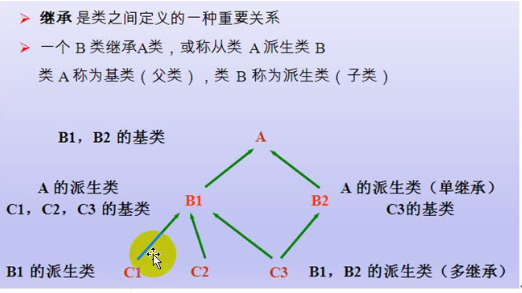 继承 是类之间定义的一种重要关系
一个 B 类继承A类，或称从类 A 派生类 B
类 A 称为基类（父类），类 B 称为派生类（子类）
B1，B2 的基类
A
A 的派生类
C1，C2，C3 的基类
B1
B2
A 的派生类（单继承）
C3的基类
B1 的派生类
C1
C2
C3
B1，B2 的派生类（多继承）